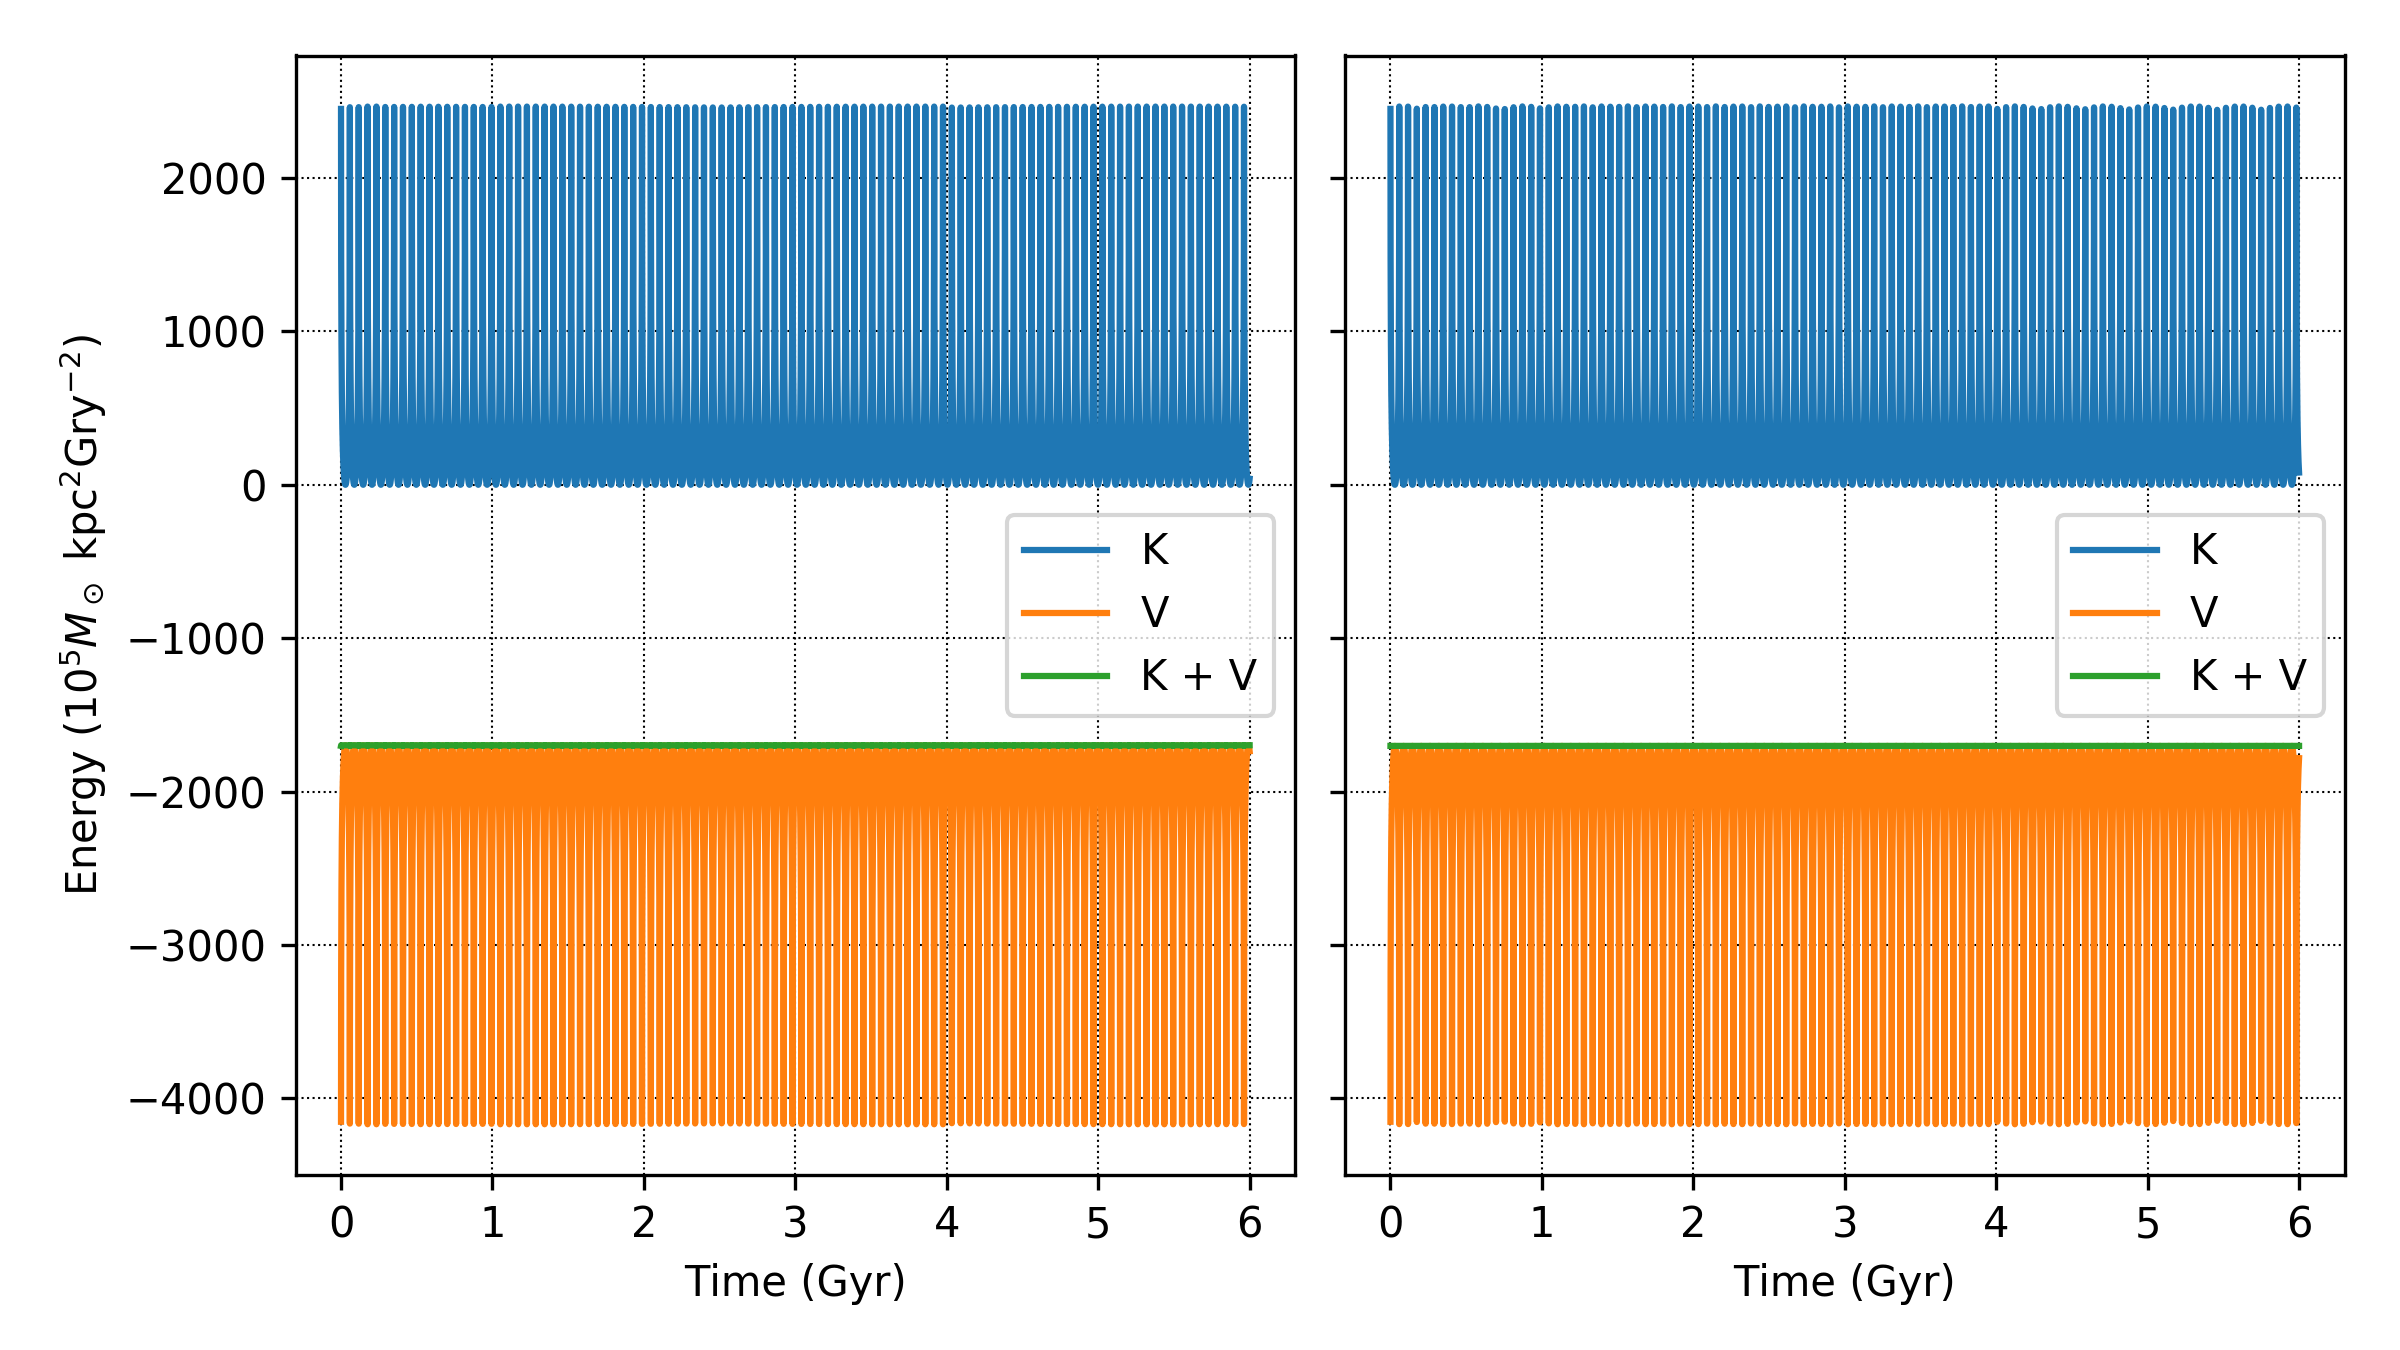 Energy (10⁵M⊙ kpc²Gry⁻²)
2000
1000
0
−1000
−2000
−3000
−4000
K
V
K + V
0 1 2 3 4 5 6
Time (Gyr)
K
V
K + V
0 1 2 3 4 5 6
Time (Gyr)